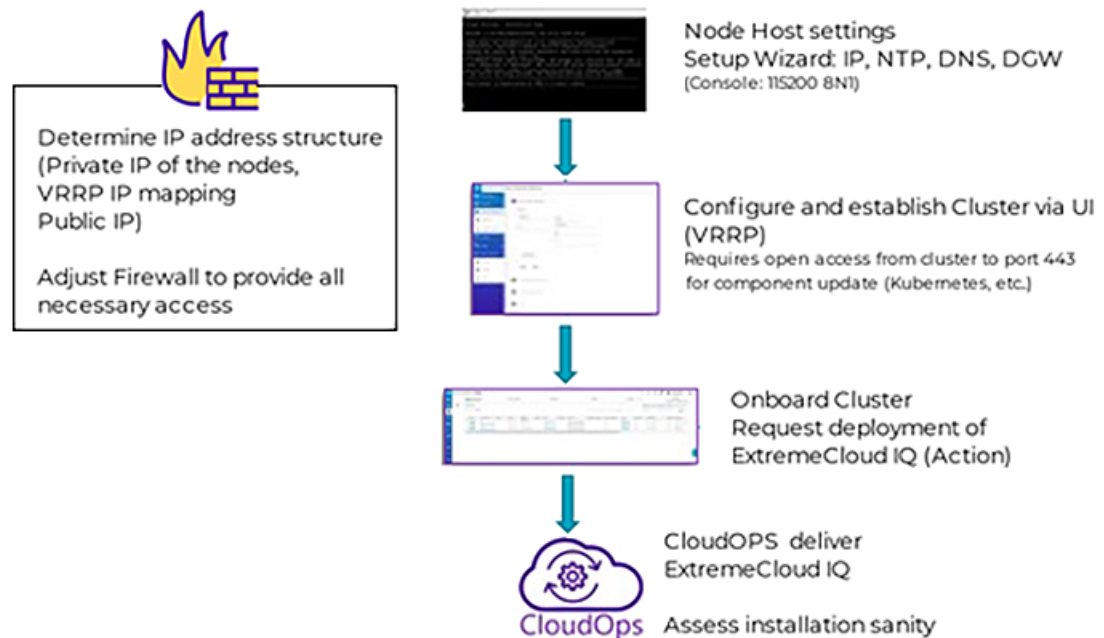 Determine IP address structure
(Private IP of the nodes,
VRRP IP mapping
Public IP)
Adjust Firewall to provide all
necessary access
Node Host settings
Setup Wizard: IP, NTP, DNS, DGW
(Console: 115200 8N1)
Configure and establish Cluster via UI
(VRRP)
Requires open access from cluster to port 443
for component update (Kubernetes, etc.)
Onboard Cluster
Request deployment of
ExtremeCloud IQ (Action)
CloudOPS deliver
ExtremeCloud IQ
CloudOps
Assess installation sanity